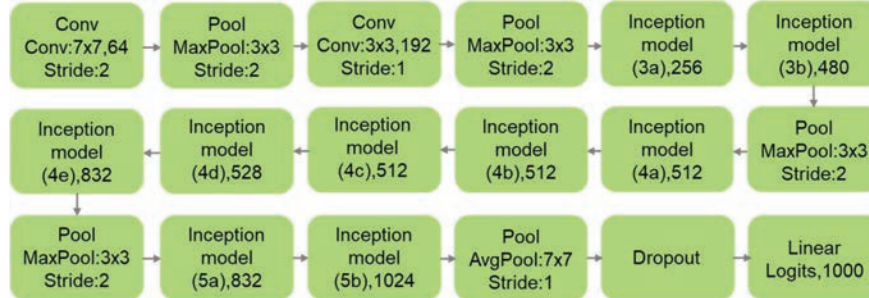 Conv
Conv:7x7,64
Stride:2
Pool
MaxPool:3x3
Stride:2
Conv
Conv:3x3,192
Stride:1
Pool
MaxPool:3x3
Stride:2
Inception
model
(3a),256
Inception
model
(3b),480
Pool
MaxPool:3x3
Stride:2
Inception
model
(4a),512
Inception
model
(4b),512
Inception
model
(4c),512
Inception
model
(4d),528
Inception
model
(4e),832
Pool
MaxPool:3x3
Stride:2
Inception
model
(5a),832
Inception
model
(5b),1024
Pool
AvgPool:7x7
Stride:1
Dropout
Linear
Logits,1000